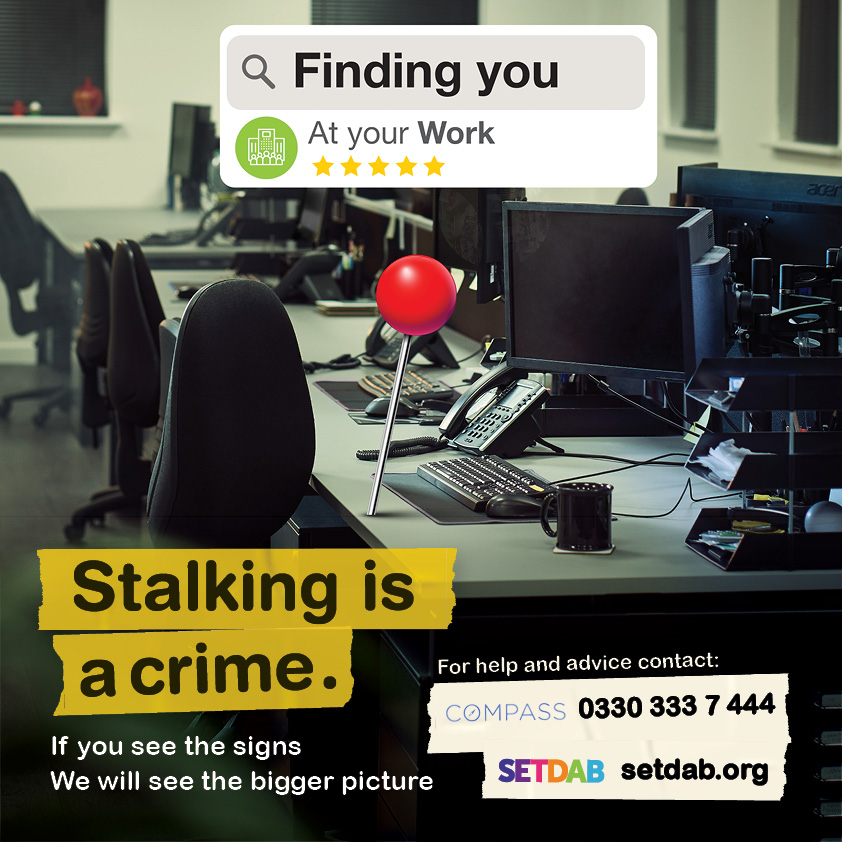 Finding you
At your Work
acer
Stalking is
a crime.
For help and advice contact:
COMPASS 0330 333 7 444
If you see the signs
We will see the bigger picture
SETDAB setdab.org